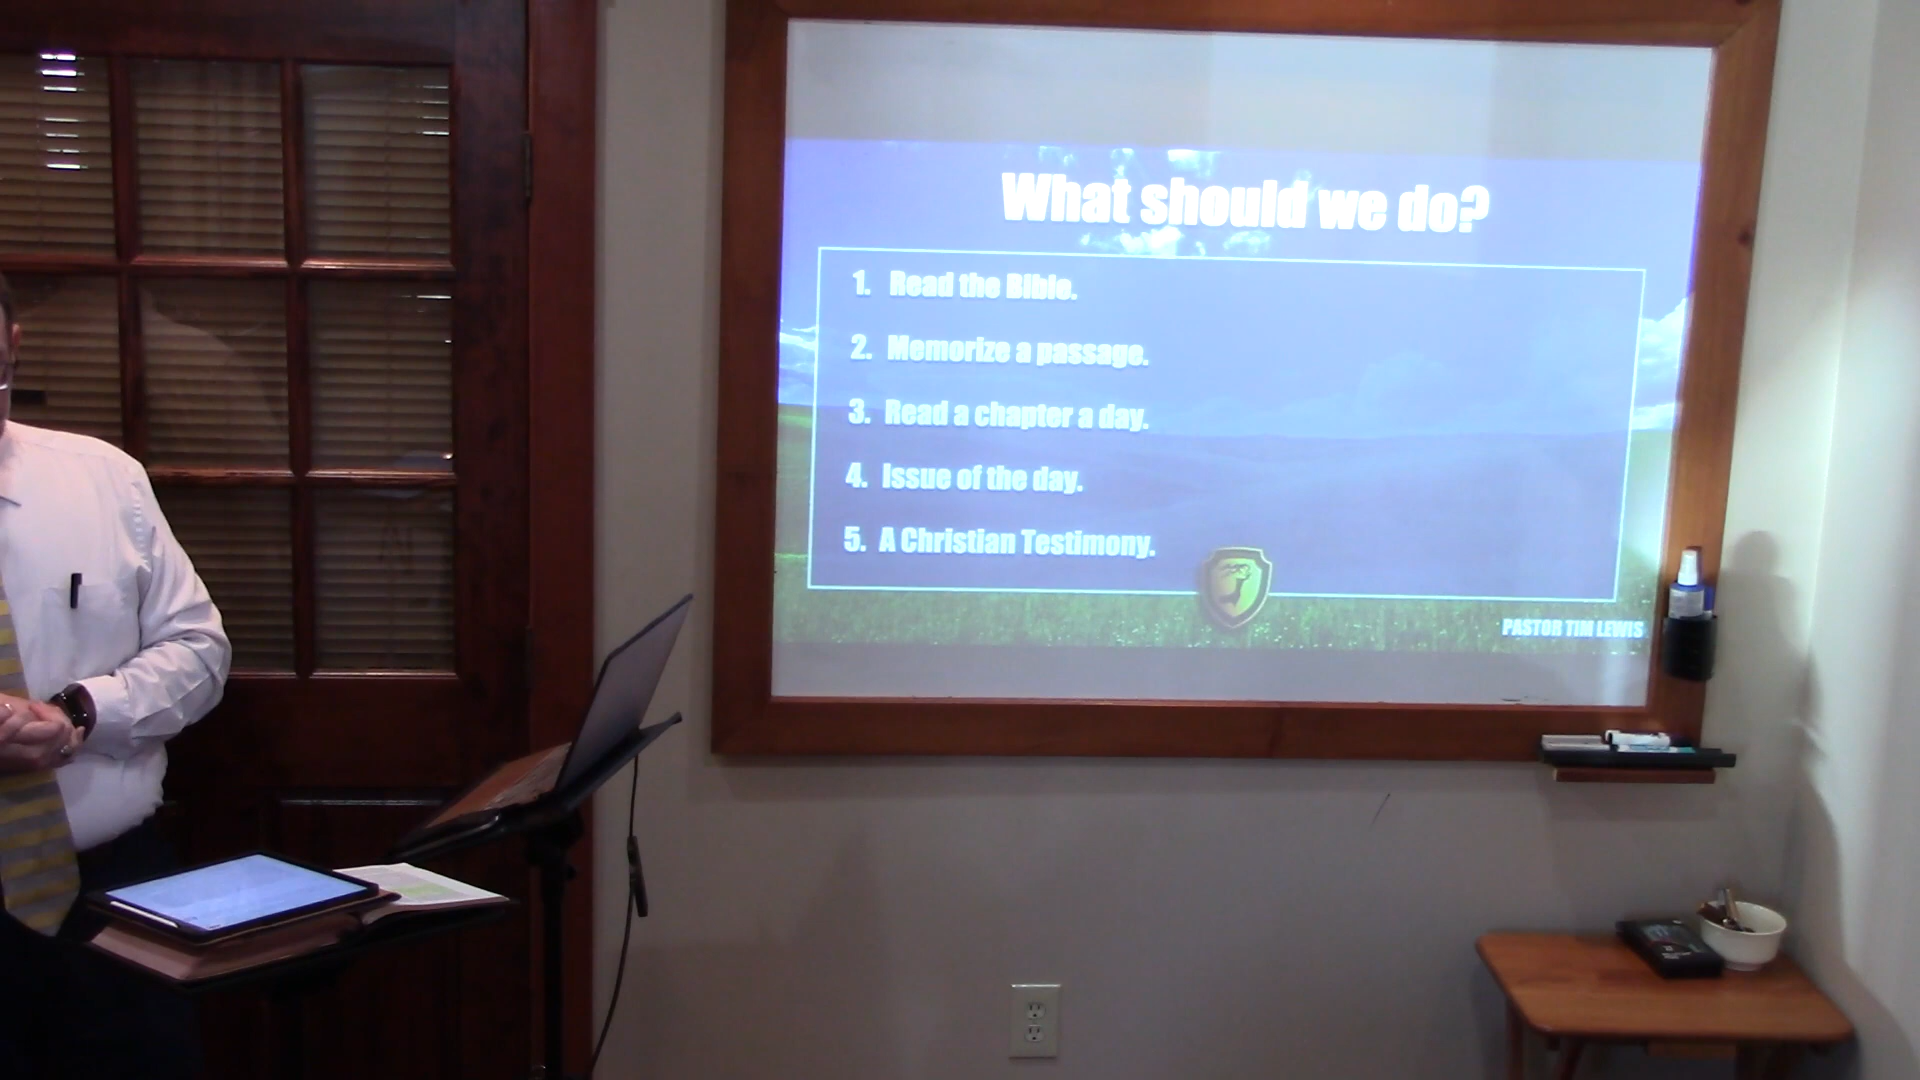 What should we do?
1. Read the Bible.
2. Memorize a passage.
3. Read a chapter a day.
4. Issue of the day.
5. A Christian Testimony.
PASTOR TIM LEWIS